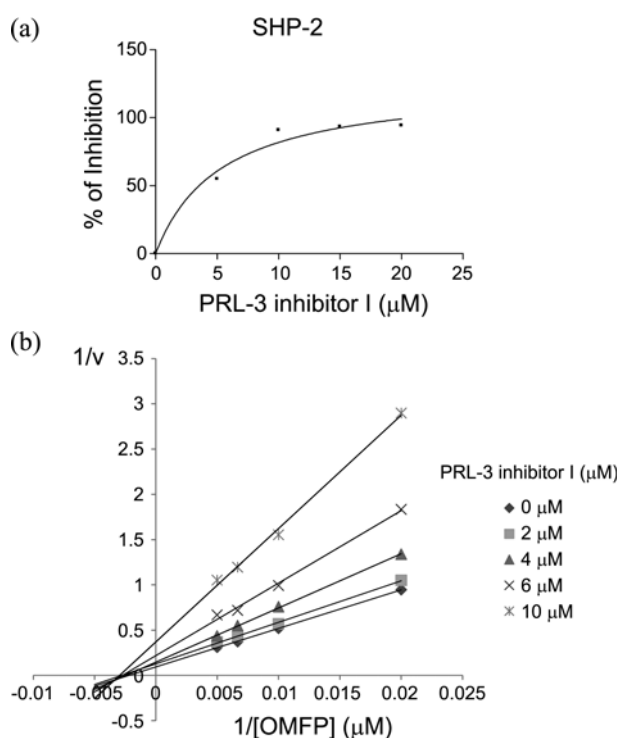 (a)
SHP-2
% of Inhibition
150
100
50
0
0 5 10 15 20 25
PRL-3 inhibitor I (μM)
(b)
1/v
3.5
3
2.5
2
1.5
1
0.5
-0.5
-0.01 -0.005 0 0.005 0.01 0.015 0.02 0.025
1/[OMFP] (μM)
PRL-3 inhibitor I (μM)
0 μM
2 μM
4 μM
6 μM
10 μM